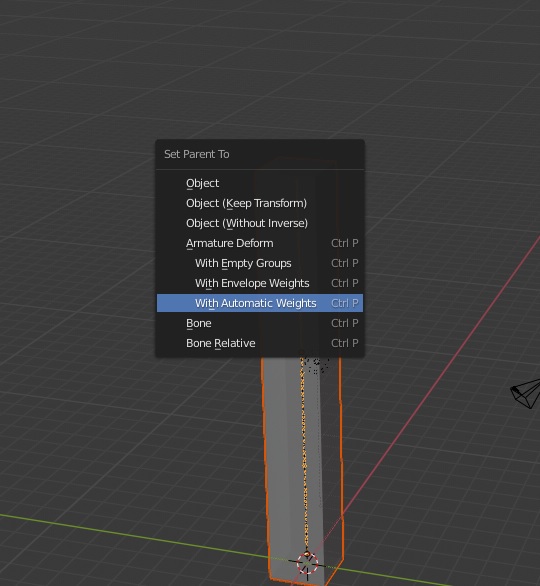 Set Parent To
Object
Object (Keep Transform)
Object (Without Inverse)
Armature Deform Ctrl P
With Empty Groups Ctrl P
With Envelope Weights Ctrl P
With Automatic Weights Ctrl P
Bone Ctrl P
Bone Relative Ctrl P